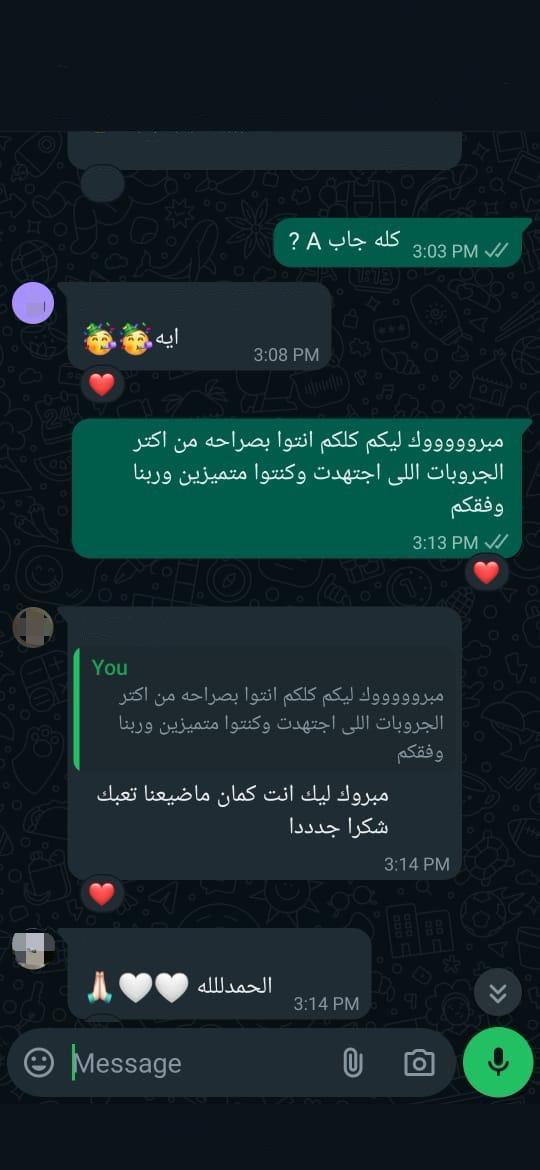 كله جاب A ?
3:03 PM
ايه🥳🥳
3:08 PM
❤️
مبروووووك ليكم كلكم انتوا بصراحه من اكتر
الجروبات اللى اجتهدت وكنتوا متميزين وربنا
وفقكم
3:13 PM
❤️
You
مبروووووك ليكم كلكم انتوا بصراحه من اكتر
الجروبات اللى اجتهدت وكنتوا متميزين وربنا
وفقكم
مبروك ليك انت كمان ماضيعنا تعبك
شكرا جدددا
3:14 PM
❤️
الحمدلللله 🤍🤍🙏🏻
3:14 PM
Message